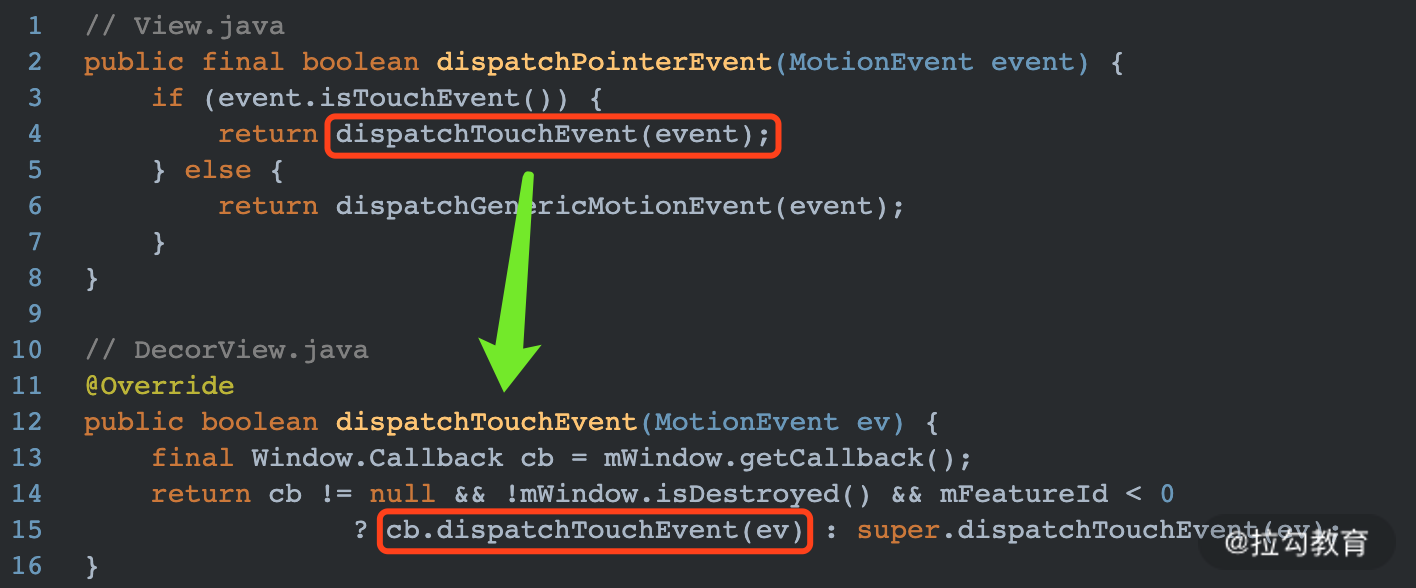 1 // View.java
2 public final boolean dispatchPointerEvent(MotionEvent event) {
3     if (event.isTouchEvent()) {
4         return dispatchTouchEvent(event);
5     } else {
6         return dispatchGenericMotionEvent(event);
7     }
8 }
9
10 // DecorView.java
11 @Override
12 public boolean dispatchTouchEvent(MotionEvent ev) {
13     final Window.Callback cb = mWindow.getCallback();
14     return cb != null && !mWindow.isDestroyed() && mFeatureId < 0
15                 ? cb.dispatchTouchEvent(ev) : super.dispatchTouchEvent(ev);
16 }
@拉勾教育